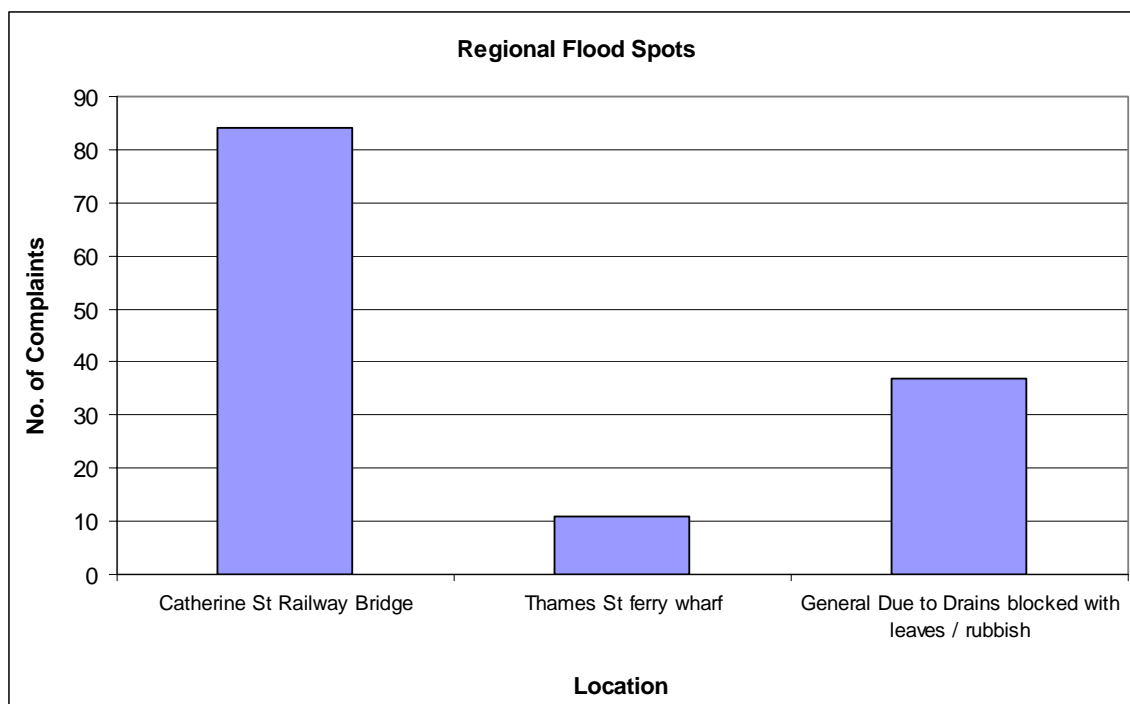 Regional Flood Spots
90
80
70
60
50
40
30
20
10
0
No. of Complaints
Catherine St Railway Bridge
Thames St ferry wharf
General Due to Drains blocked with
leaves / rubbish
Location